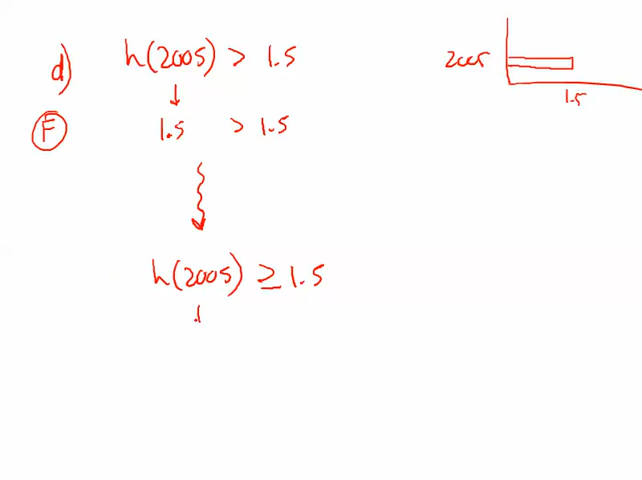 d) h(2005) > 1.5
↓
F 1.5 > 1.5
h(2005) ≥ 1.5
2005
1.5